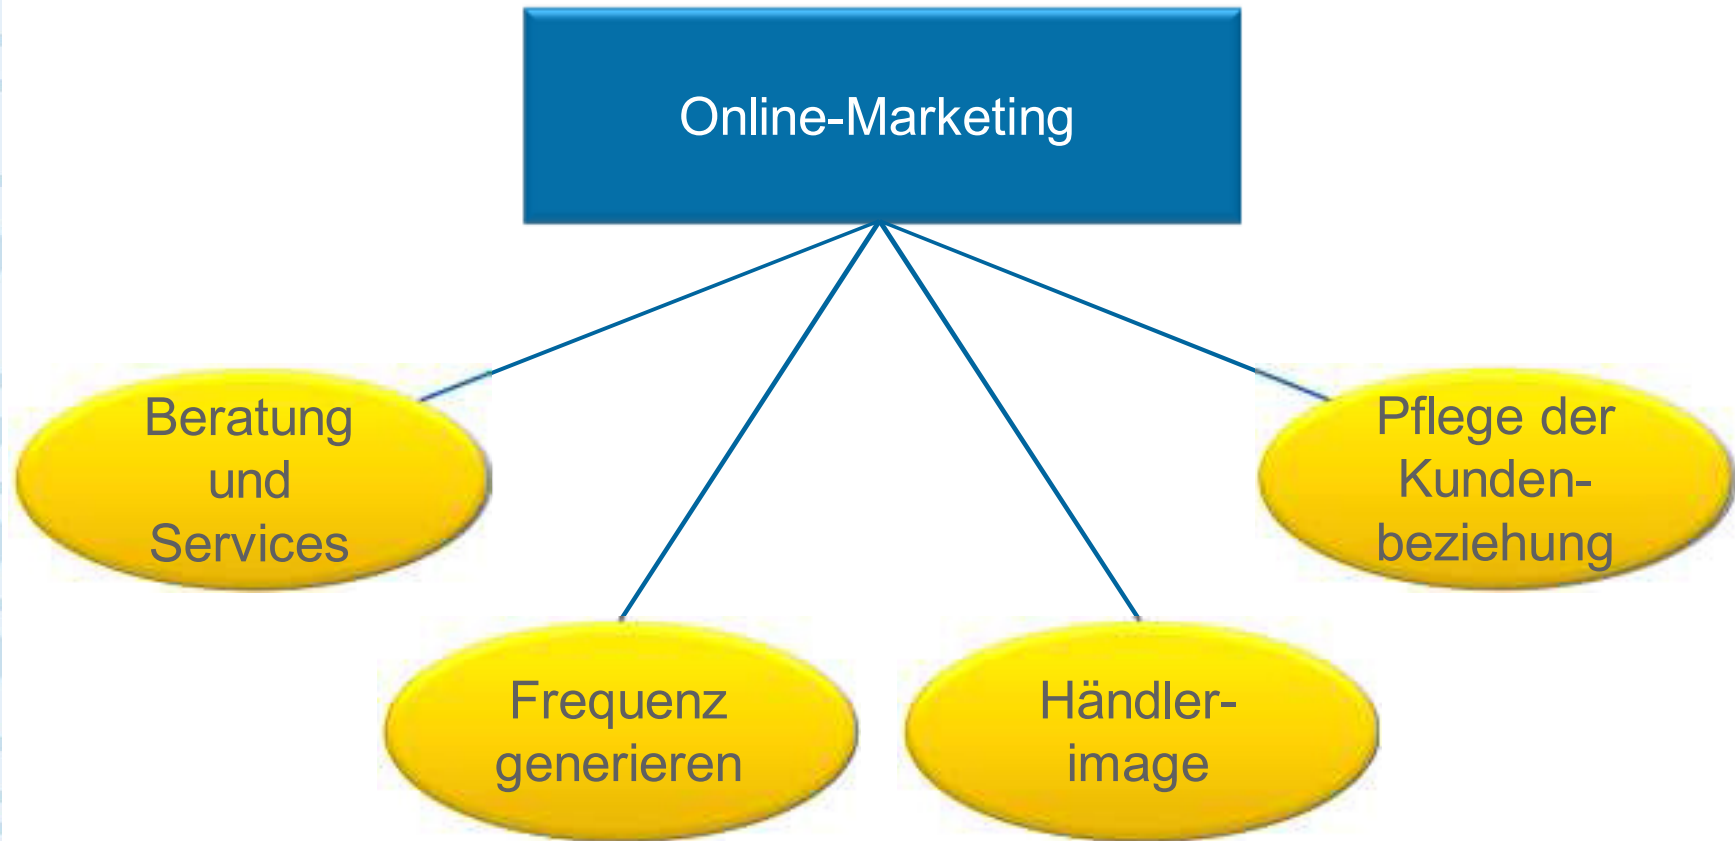 Online-Marketing
Beratung
und
Services
Pflege der
Kunden-
beziehung
Frequenz
generieren
Händler-
image